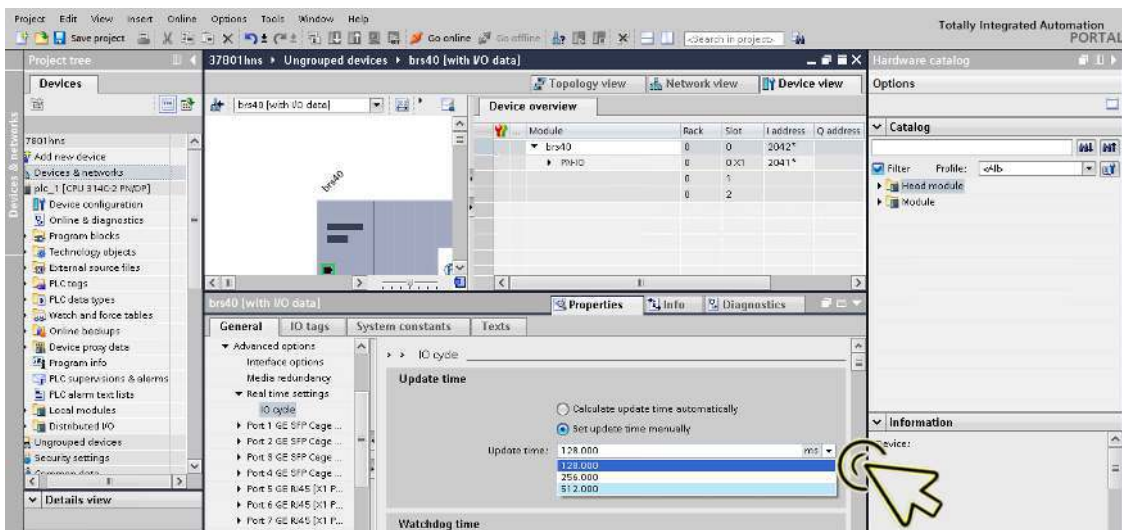 Project Edit View Insert Online Options Tools Window Help
Totally Integrated Automation
PORTAL
Save project Go online Go offline <Search in project>
Project tree
37801hns Ungrouped devices brs40 [with I/O data]
Hardware catalog
Devices
Topology view Network view Device view
Options
brs40 [with I/O data]
Device overview
Module Rack Slot I address Q address
brs40 0 0 2042*
PN-IO 0 0 X1 2041*
0 1
0 2
brs40
Catalog
Filter Profile: <All>
Head module
Module
Devices & networks
7801hns
Add new device
Devices & networks
plc_1 [CPU 314C-2 PN/DP]
Device configuration
Online & diagnostics
Program blocks
Technology objects
External source files
PLC tags
PLC data types
Watch and force tables
Online backups
Device proxy data
Program info
PLC supervisions & alarms
PLC alarm text lists
Local modules
Distributed I/O
Ungrouped devices
Security settings
Common data
Details view
brs40 [with I/O data]
Properties Info Diagnostics
General IO tags System constants Texts
Advanced options
Interface options
Media redundancy
Real time settings
IO cycle
Port 1 GE SFP Cage ...
Port 2 GE SFP Cage ...
Port 3 GE SFP Cage ...
Port 4 GE SFP Cage ...
Port 5 GE RJ45 [X1 P...
Port 6 GE RJ45 [X1 P...
Port 7 GE RJ45 [X1 P...
> > IO cycle
Update time
Calculate update time automatically
Set update time manually
Update time: 128.000 ms
128.000
256.000
512.000
Watchdog time
Information
Device: